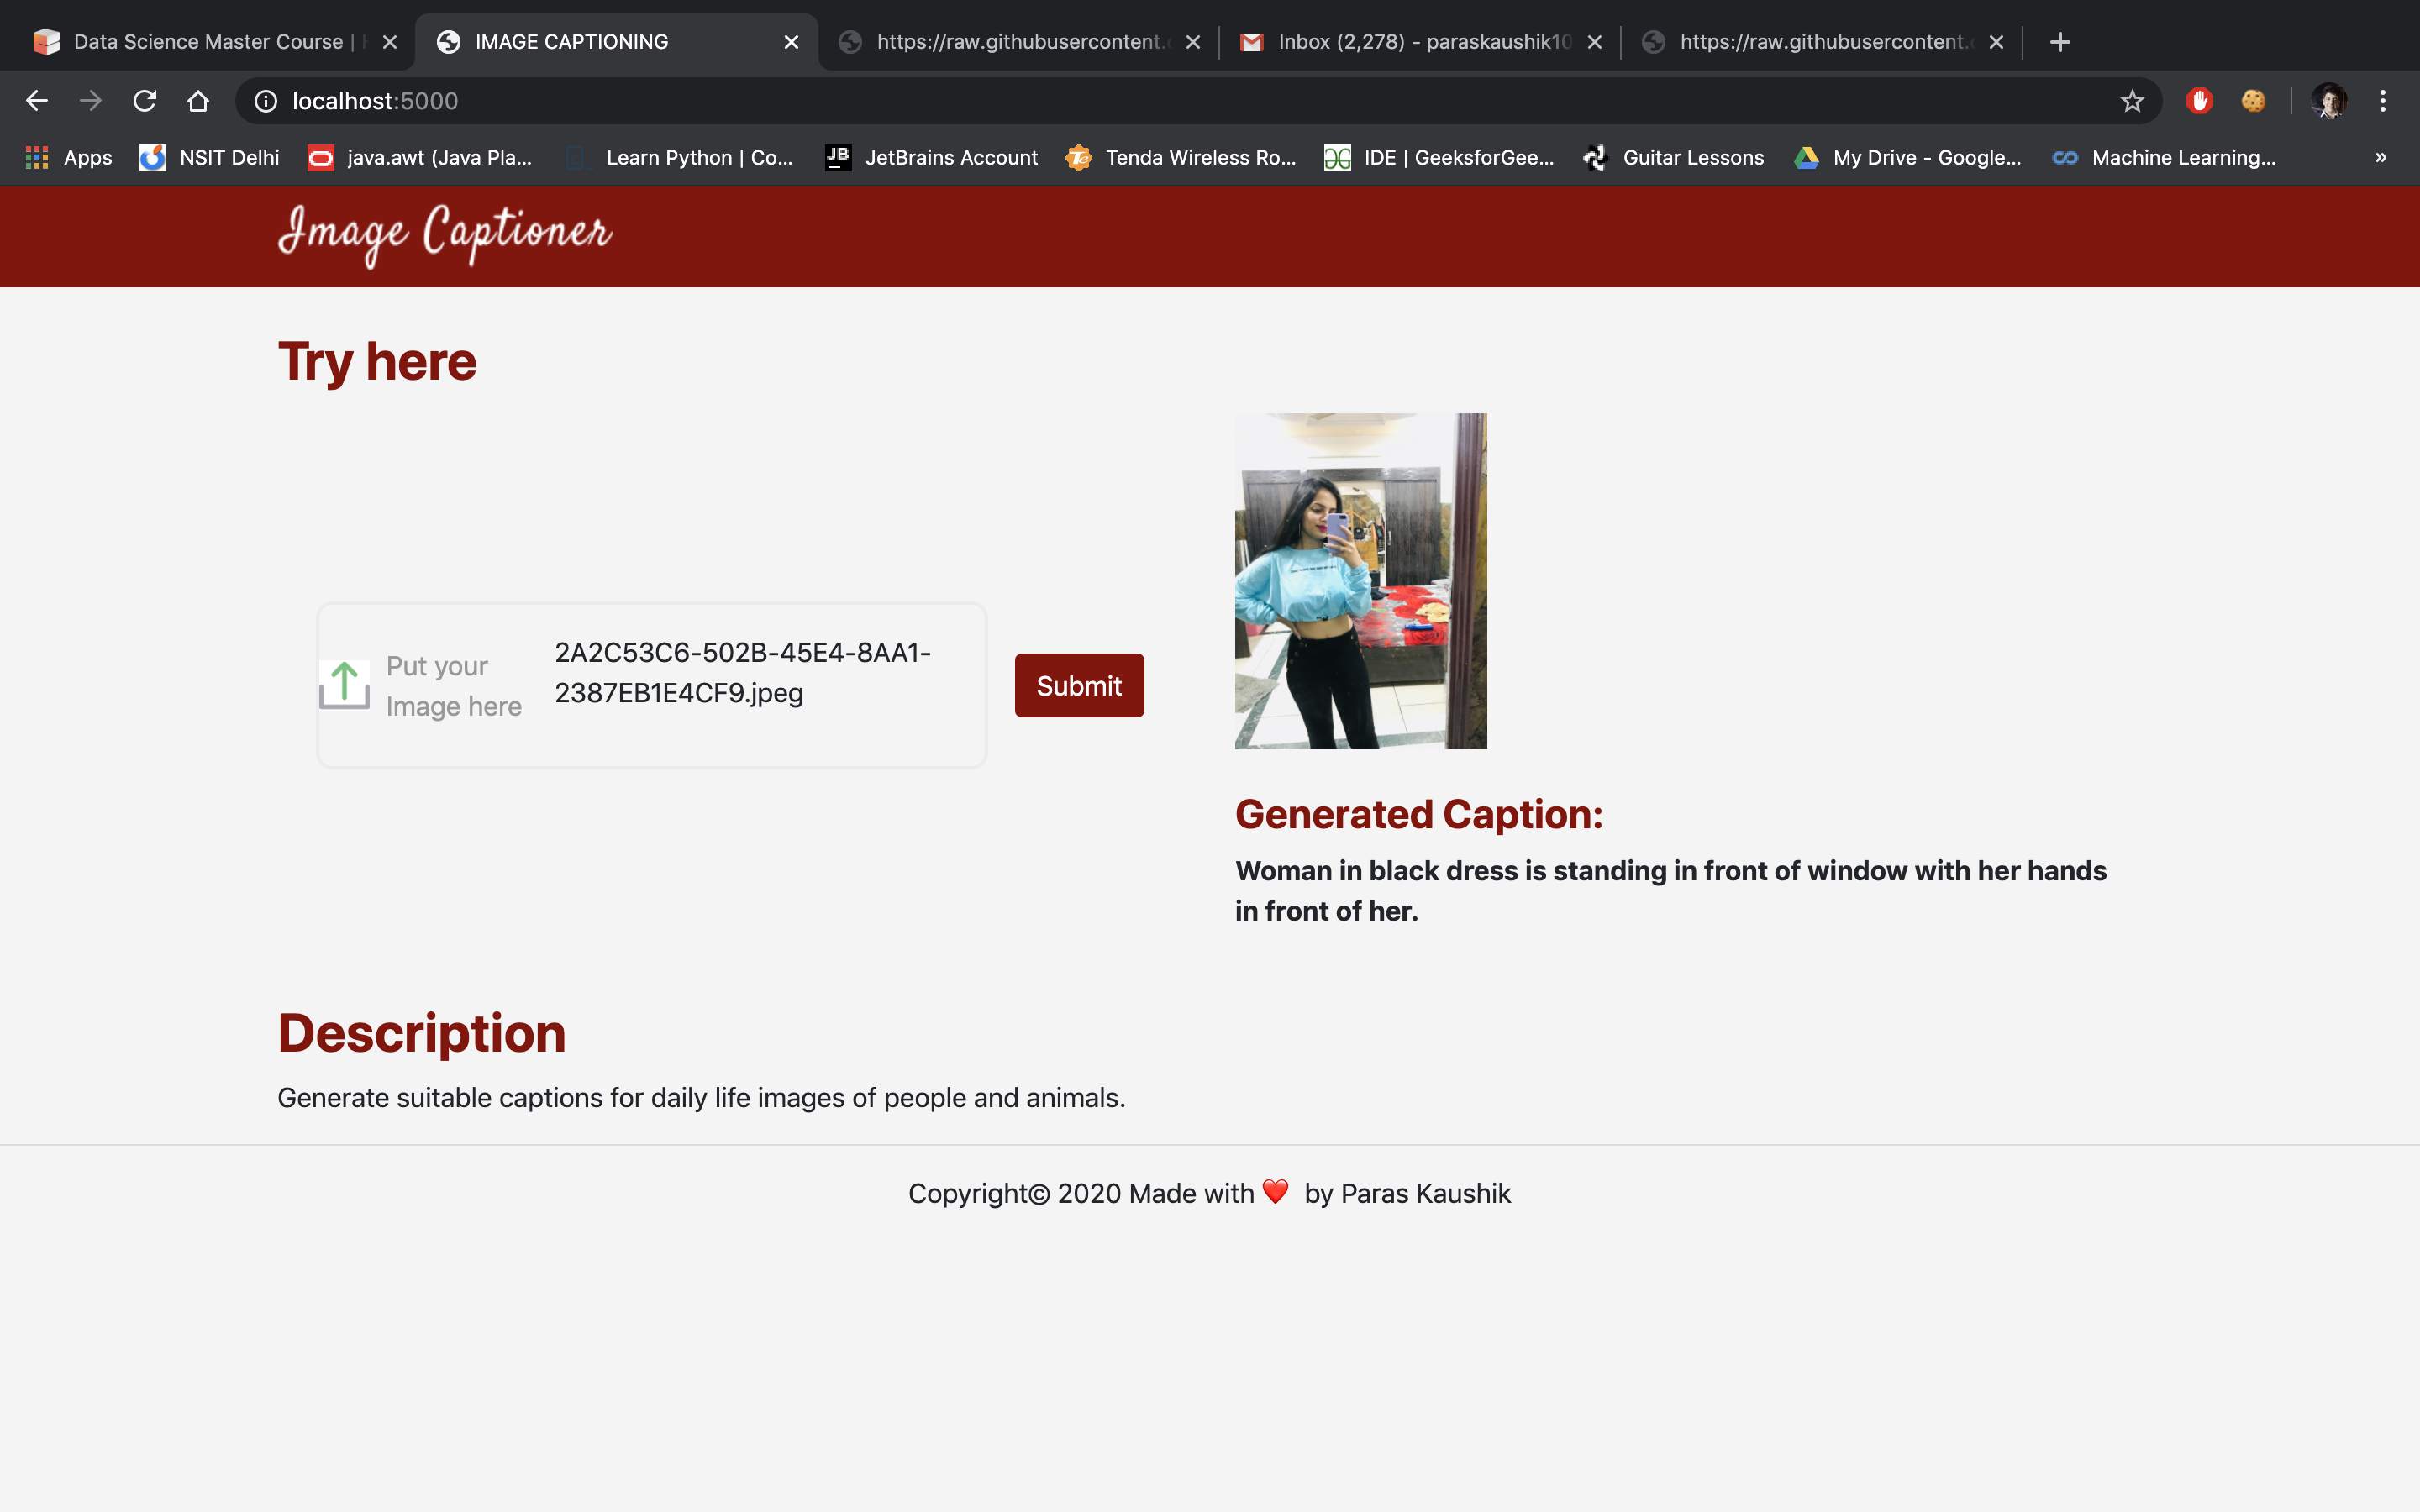 Data Science Master Course |
IMAGE CAPTIONING
https://raw.githubusercontent.
Inbox (2,278) - paraskaushik10
https://raw.githubusercontent.
localhost:5000
Apps
NSIT Delhi
java.awt (Java Pla...
Learn Python | Co...
JetBrains Account
Tenda Wireless Ro...
IDE | GeeksforGee...
Guitar Lessons
My Drive - Google...
Machine Learning...
»
Image Captioner
Try here
Put your
Image here
2A2C53C6-502B-45E4-8AA1-
2387EB1E4CF9.jpeg
Submit
Generated Caption:
Woman in black dress is standing in front of window with her hands
in front of her.
Description
Generate suitable captions for daily life images of people and animals.
Copyright© 2020 Made with ❤️ by Paras Kaushik